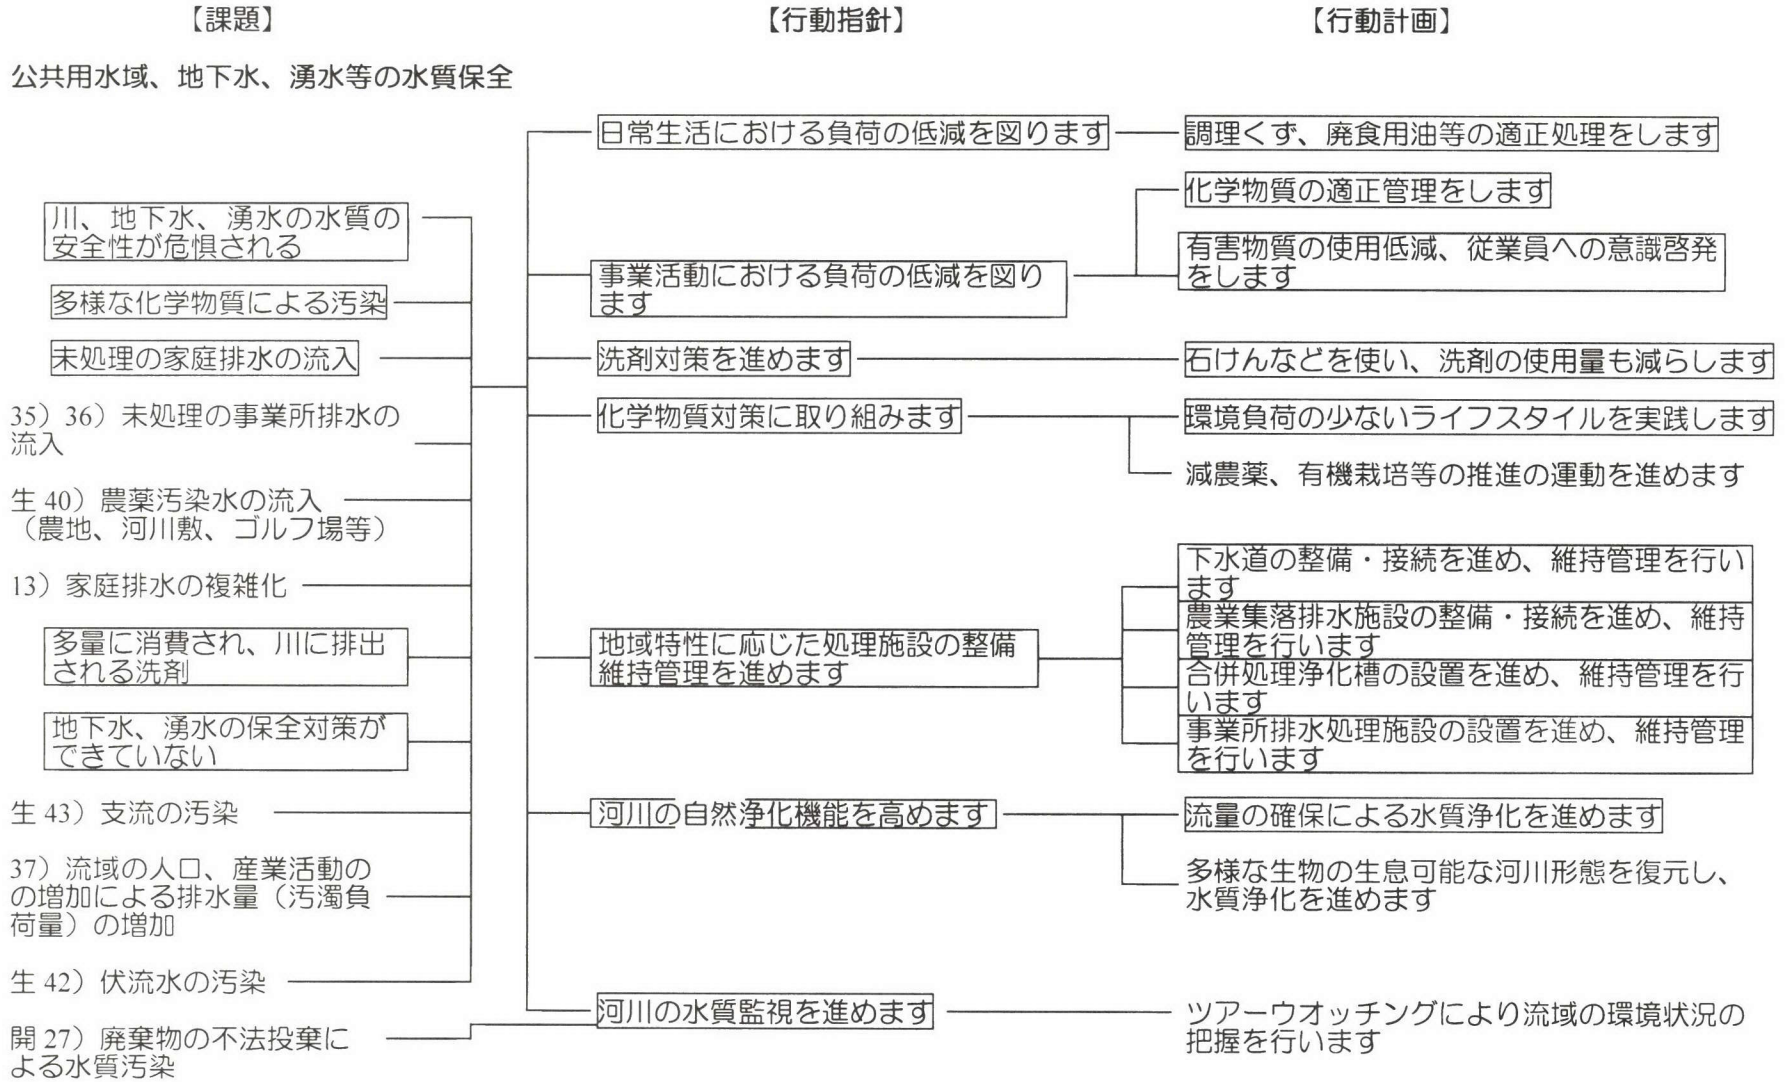 【課題】
【行動指針】
【行動計画】
公共用水域、地下水、湧水等の水質保全
川、地下水、湧水の水質の
安全性が危惧される
多様な化学物質による汚染
未処理の家庭排水の流入
35）36）未処理の事業所排水の
流入
生 40）農薬汚染水の流入
（農地、河川敷、ゴルフ場等）
13）家庭排水の複雑化
多量に消費され、川に排出
される洗剤
地下水、湧水の保全対策が
できていない
生 43）支流の汚染
37）流域の人口、産業活動の
の増加による排水量（汚濁負
荷量）の増加
生 42）伏流水の汚染
開 27）廃棄物の不法投棄に
よる水質汚染
日常生活における負荷の低減を図ります
事業活動における負荷の低減を図り
ます
洗剤対策を進めます
化学物質対策に取り組みます
地域特性に応じた処理施設の整備
維持管理を進めます
河川の自然浄化機能を高めます
河川の水質監視を進めます
調理くず、廃食用油等の適正処理をします
化学物質の適正管理をします
有害物質の使用低減、従業員への意識啓発
をします
石けんなどを使い、洗剤の使用量も減らします
環境負荷の少ないライフスタイルを実践します
減農薬、有機栽培等の推進の運動を進めます
下水道の整備・接続を進め、維持管理を行い
ます
農業集落排水施設の整備・接続を進め、維持
管理を行います
合併処理浄化槽の設置を進め、維持管理を行
います
事業所排水処理施設の設置を進め、維持管理
を行います
流量の確保による水質浄化を進めます
多様な生物の生息可能な河川形態を復元し、
水質浄化を進めます
ツアーウオッチングにより流域の環境状況の
把握を行います